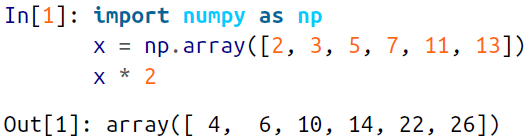 In[1]: import numpy as np
       x = np.array([2, 3, 5, 7, 11, 13])
       x * 2
Out[1]: array([ 4,  6, 10, 14, 22, 26])